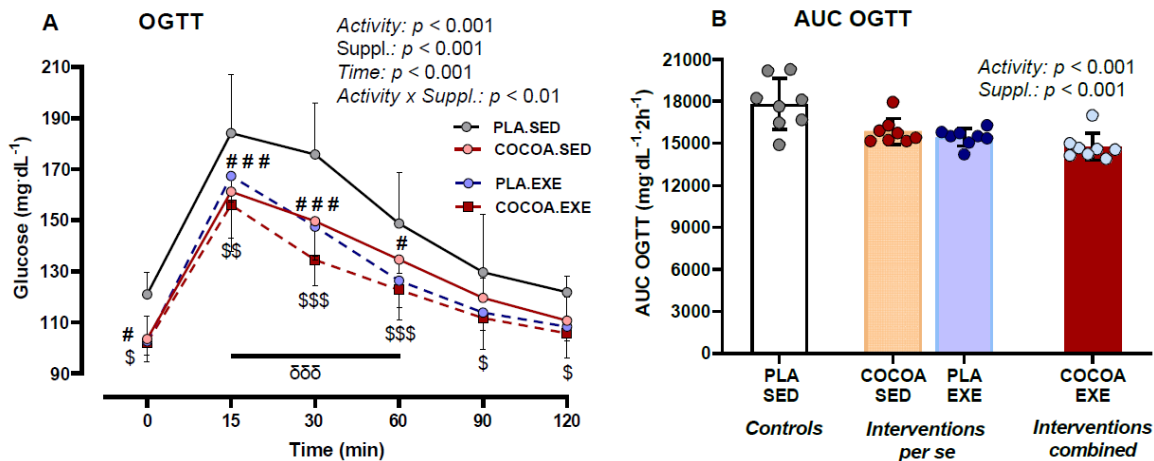 A
OGTT
Activity: p < 0.001
Suppl.: p < 0.001
Time: p < 0.001
Activity x Suppl.: p < 0.01
PLA.SED
COCOA.SED
PLA.EXE
COCOA.EXE
Glucose (mg·dL⁻¹)
210
190
170
150
130
110
90
# # #
# # #
#
#
$
$$
$$$
$$$
$
$
δδδ
0
15
30
60
90
120
Time (min)
B
AUC OGTT
Activity: p < 0.001
Suppl.: p < 0.001
AUC OGTT (mg·dL⁻¹·2h⁻¹)
21000
18000
15000
12000
9000
6000
3000
0
PLA
SED
COCOA
SED
PLA
EXE
COCOA
EXE
Controls
Interventions
per se
Interventions
combined